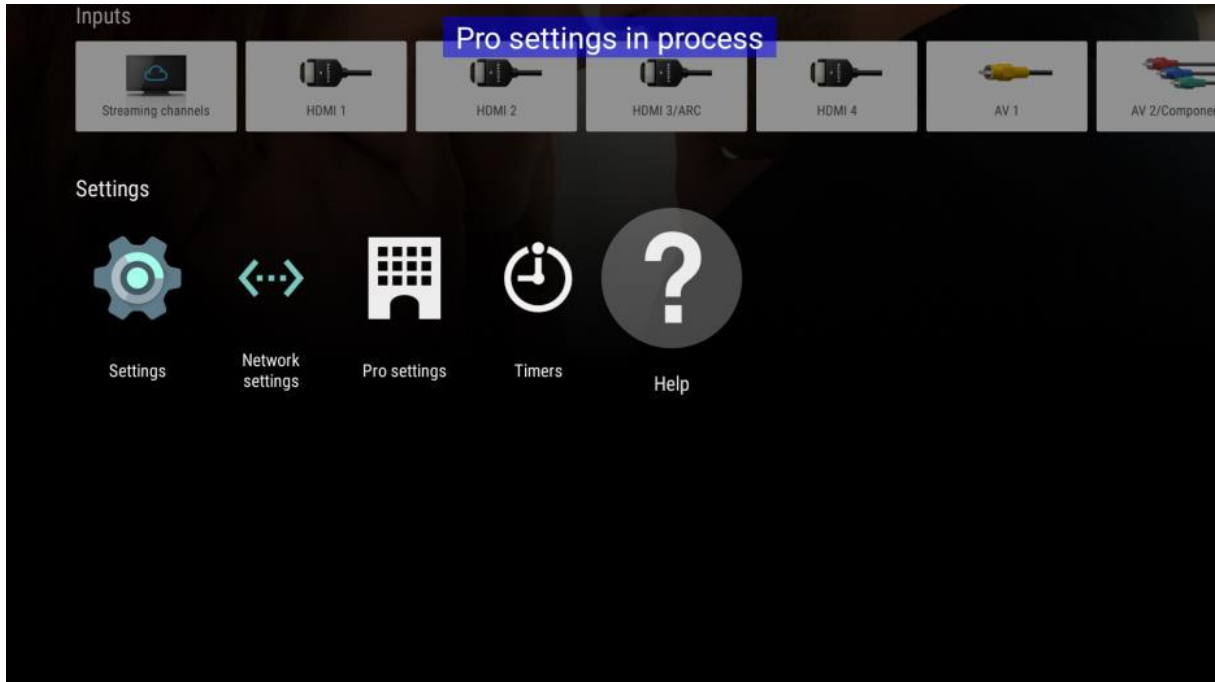 Inputs
Pro settings in process
Streaming channels
HDMI 1
HDMI 2
HDMI 3/ARC
HDMI 4
AV 1
AV 2/Compone
Settings
Settings
Network
settings
Pro settings
Timers
Help